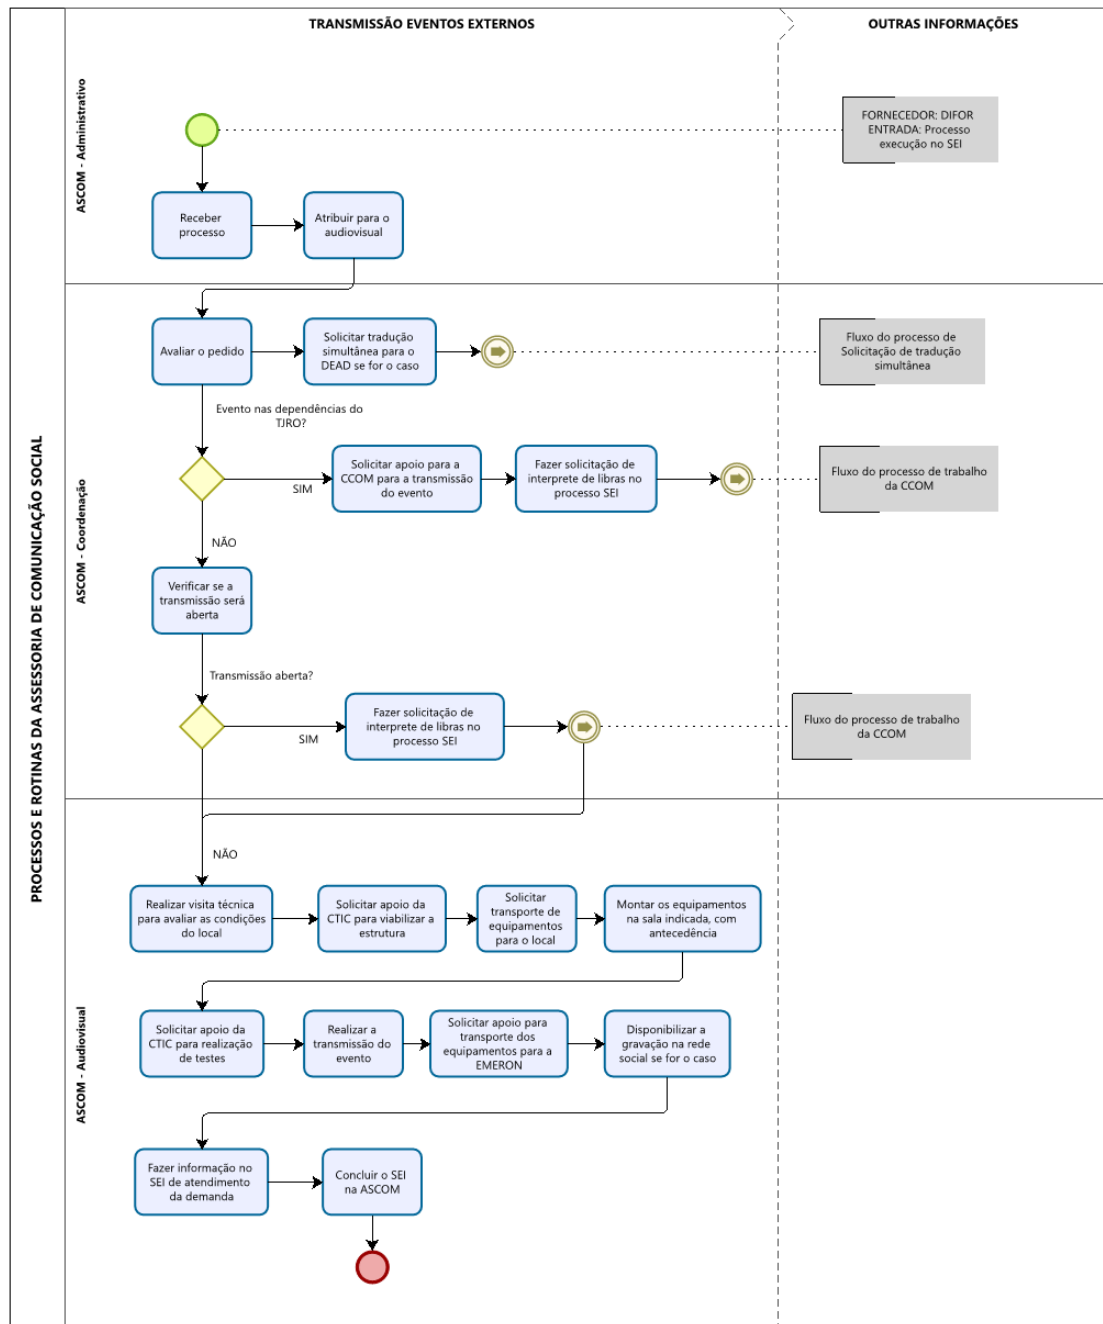 TRANSMISSÃO EVENTOS EXTERNOS
OUTRAS INFORMAÇÕES
PROCESSOS E ROTINAS DA ASSESSORIA DE COMUNICAÇÃO SOCIAL
ASCOM - Administrativo
FORNECEDOR: DIFOR
ENTRADA: Processo
execução no SEI
Receber
processo
Atribuir para o
audiovisual
ASCOM - Coordenação
Avaliar o pedido
Solicitar tradução
simultânea para o
DEAD se for o caso
Fluxo do processo de
Solicitação de tradução
simultânea
Evento nas dependências do
TJRO?
SIM
Solicitar apoio para a
CCOM para a transmissão
do evento
Fazer solicitação de
interprete de libras no
processo SEI
Fluxo do processo de trabalho
da CCOM
NÃO
Verificar se a
transmissão será
aberta
Transmissão aberta?
SIM
Fazer solicitação de
interprete de libras no
processo SEI
Fluxo do processo de trabalho
da CCOM
NÃO
ASCOM - Audiovisual
Realizar visita técnica
para avaliar as condições
do local
Solicitar apoio da
CTIC para viabilizar a
estrutura
Solicitar
transporte de
equipamentos
para o local
Montar os equipamentos
na sala indicada, com
antecedência
Solicitar apoio da
CTIC para realização
de testes
Realizar a
transmissão do
evento
Solicitar apoio para
transporte dos
equipamentos para a
EMERON
Disponibilizar a
gravação na rede
social se for o caso
Fazer informação no
SEI de atendimento
da demanda
Concluir o SEI
na ASCOM